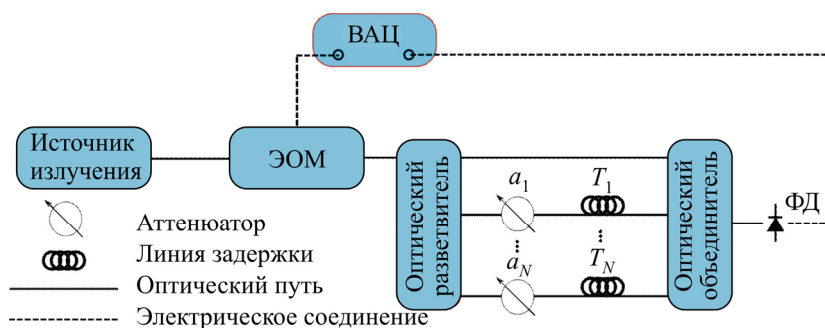 ВАЦ
Источник
излучения
ЭОМ
Оптический
разветвитель
a1
T1
aN
TN
Оптический
объединитель
ФД
Аттенюатор
Линия задержки
Оптический путь
Электрическое соединение